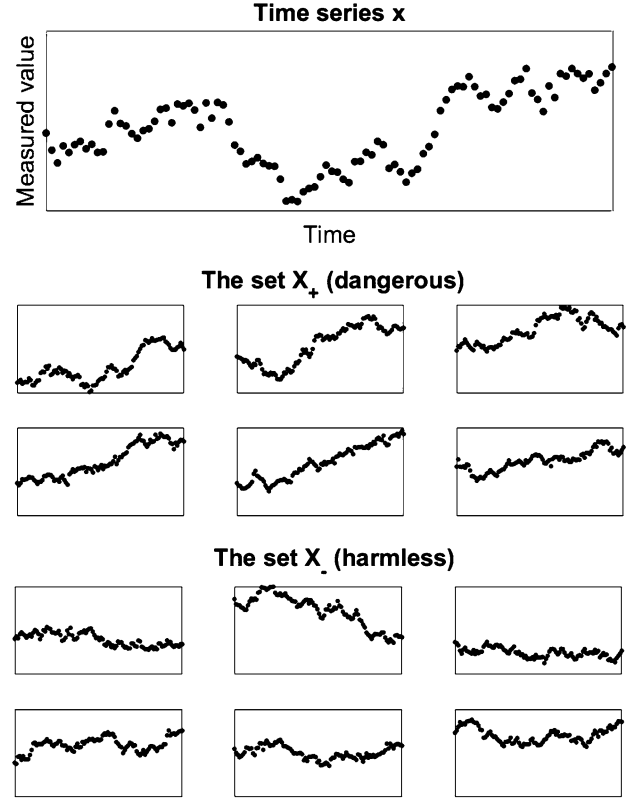 Time series x
Measured value
Time
The set X+ (dangerous)
The set X- (harmless)